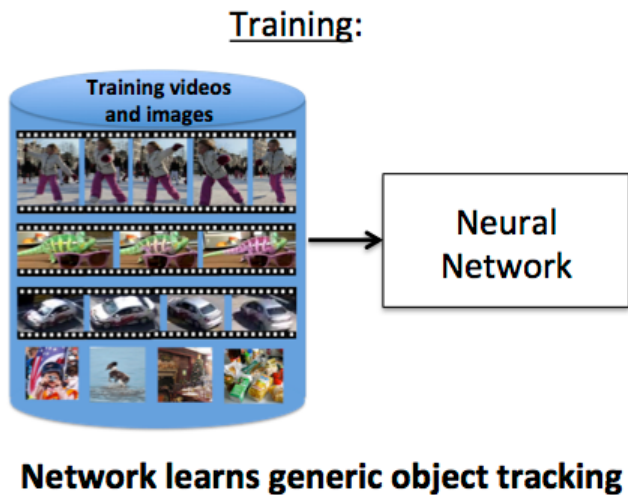 Training:
Training videos
and images
Neural
Network
Network learns generic object tracking